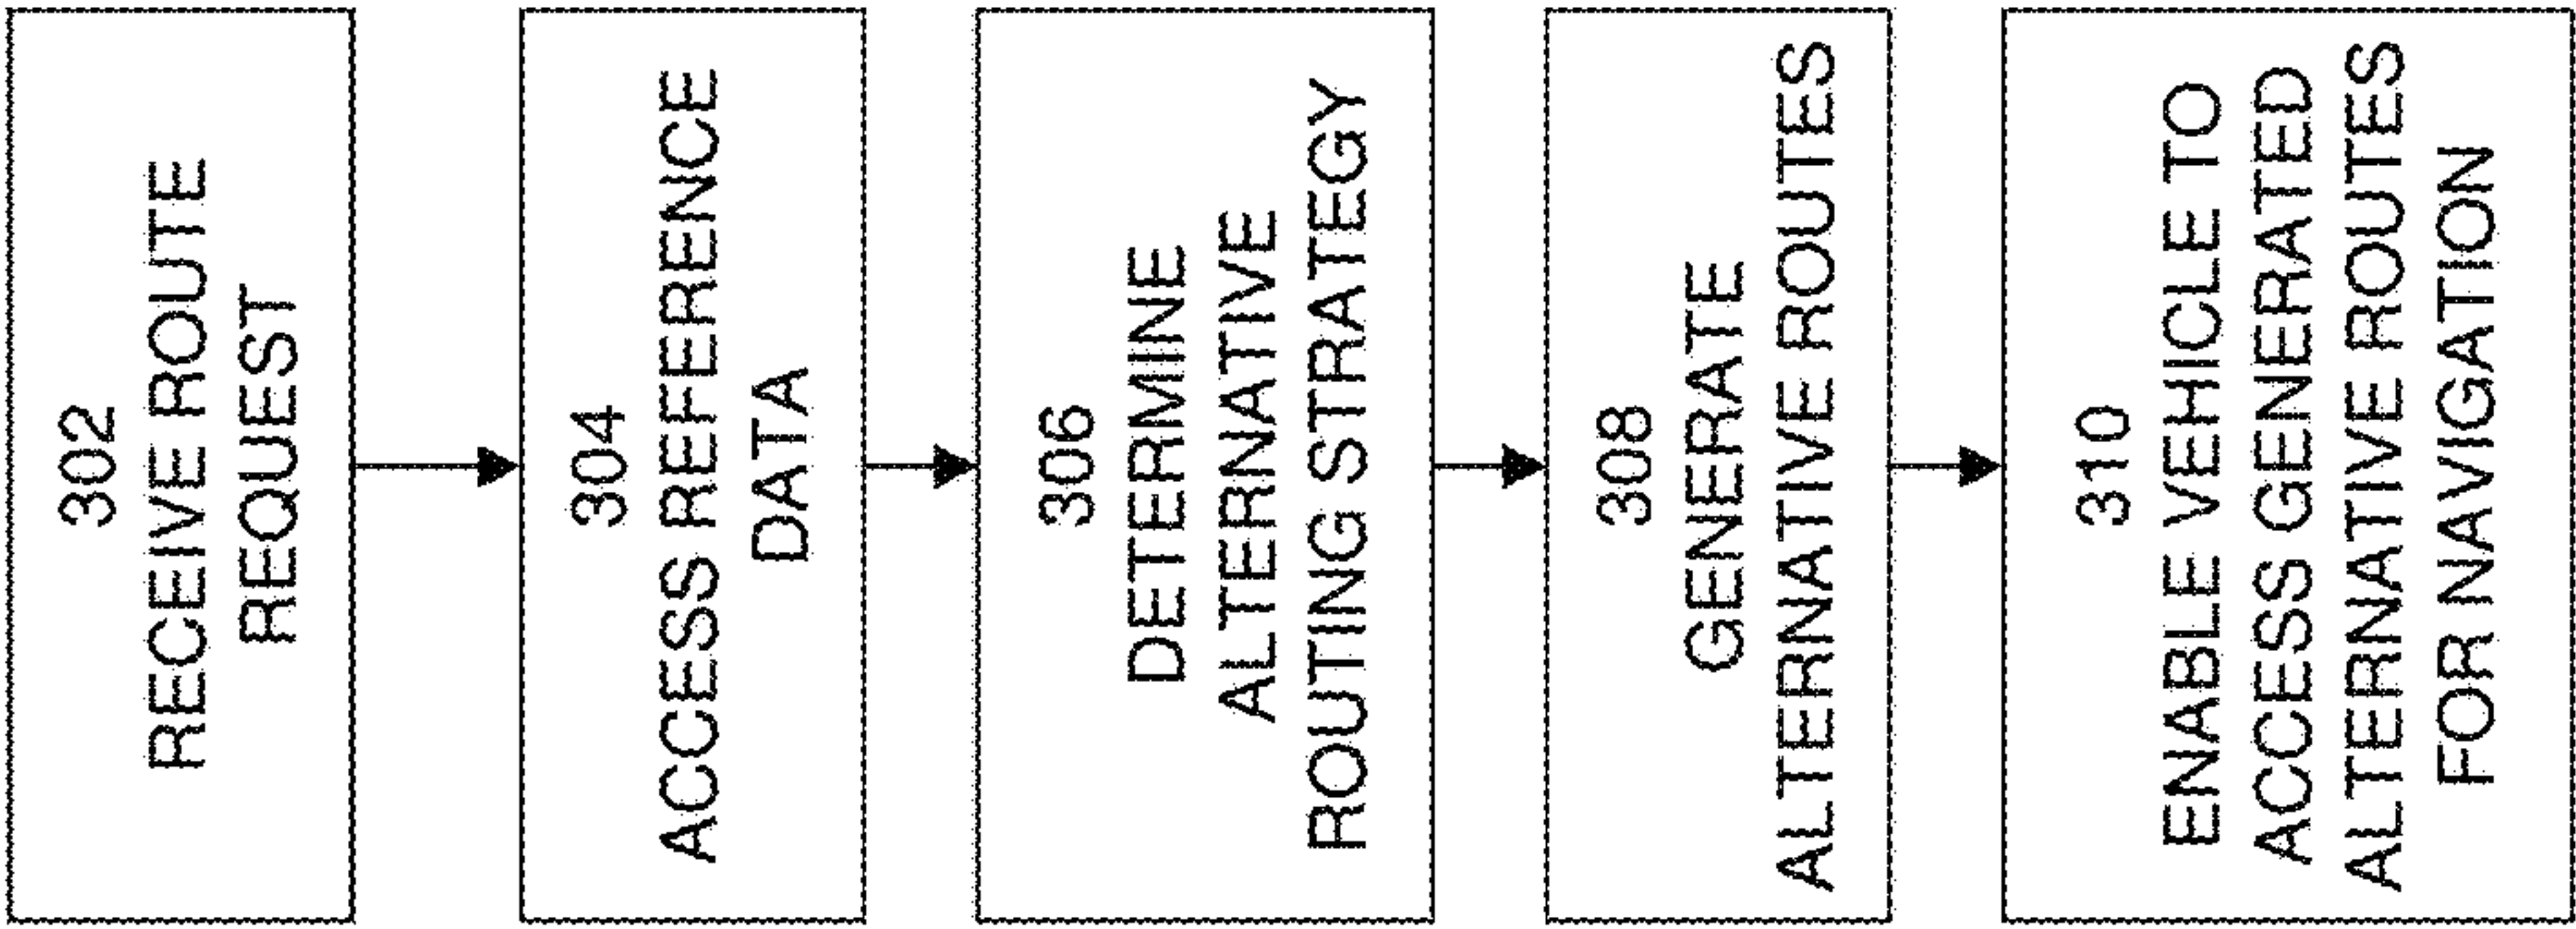 302
RECEIVE ROUTE
REQUEST
304
ACCESS REFERENCE
DATA
306
DETERMINE
ALTERNATIVE
ROUTING STRATEGY
308
GENERATE
ALTERNATIVE ROUTES
310
ENABLE VEHICLE TO
ACCESS GENERATED
ALTERNATIVE ROUTES
FOR NAVIGATION